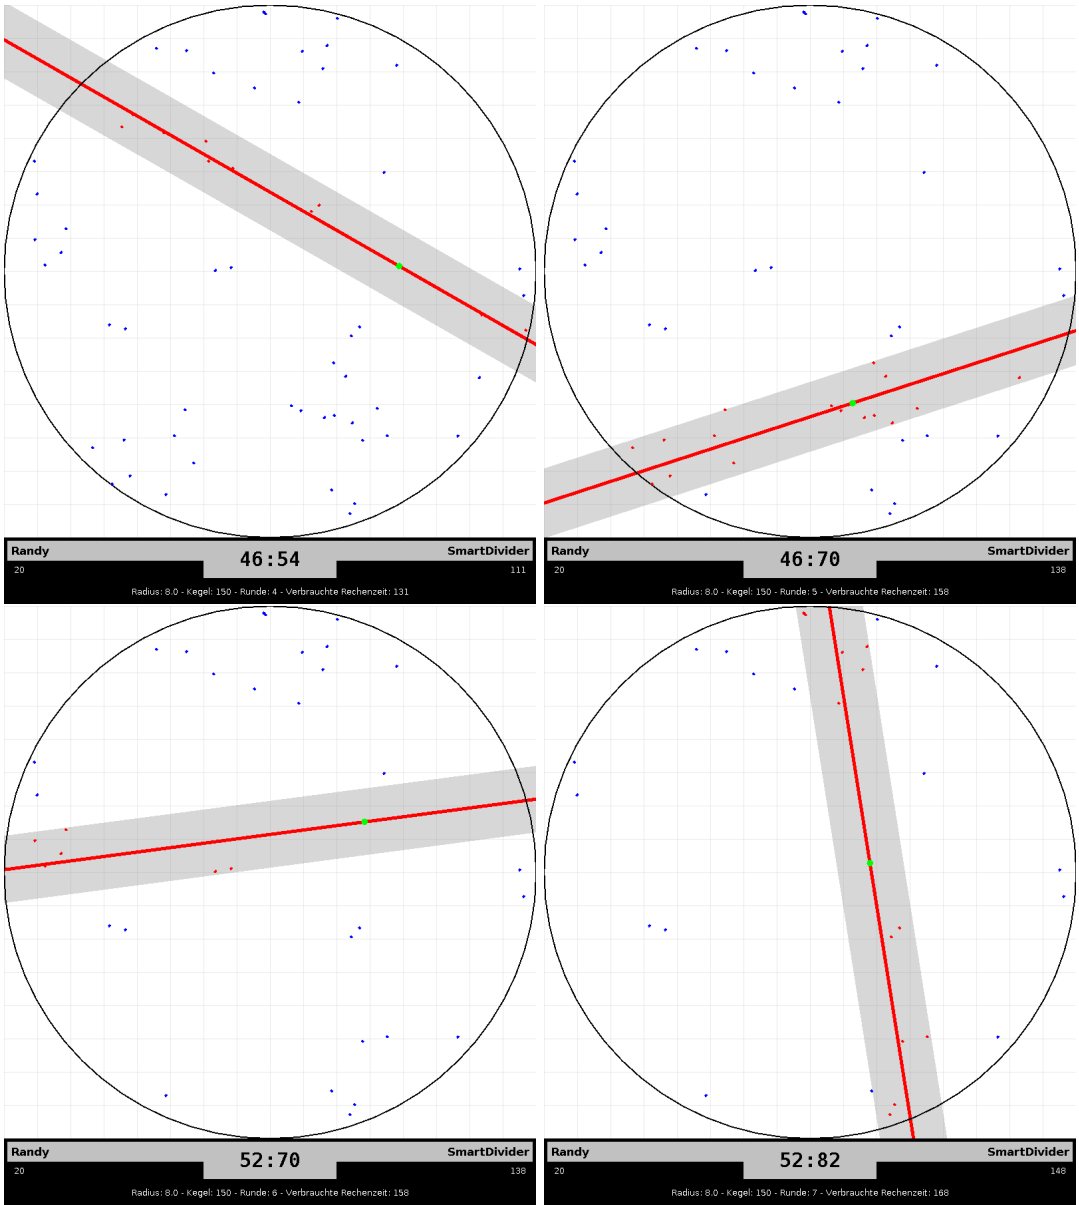 Randy SmartDivider
46:54
20 111
Radius: 8.0 - Kegel: 150 - Runde: 4 - Verbrauchte Rechenzeit: 131
Randy SmartDivider
46:70
20 138
Radius: 8.0 - Kegel: 150 - Runde: 5 - Verbrauchte Rechenzeit: 158
Randy SmartDivider
52:70
20 138
Radius: 8.0 - Kegel: 150 - Runde: 6 - Verbrauchte Rechenzeit: 158
Randy SmartDivider
52:82
20 148
Radius: 8.0 - Kegel: 150 - Runde: 7 - Verbrauchte Rechenzeit: 168